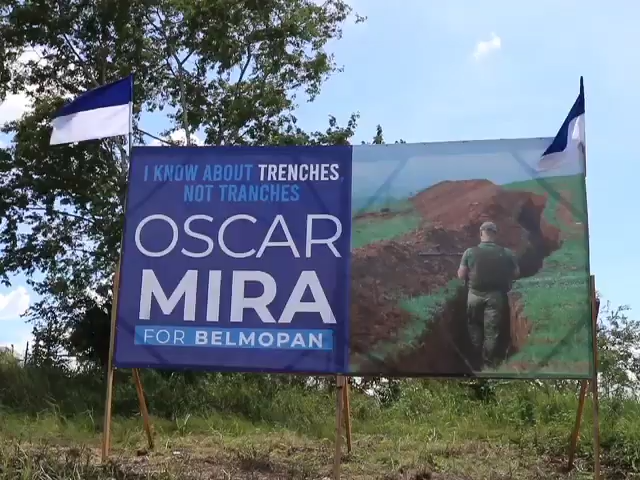 I KNOW ABOUT TRENCHES
NOT TRANCHES
OSCAR
MIRA
FOR BELMOPAN